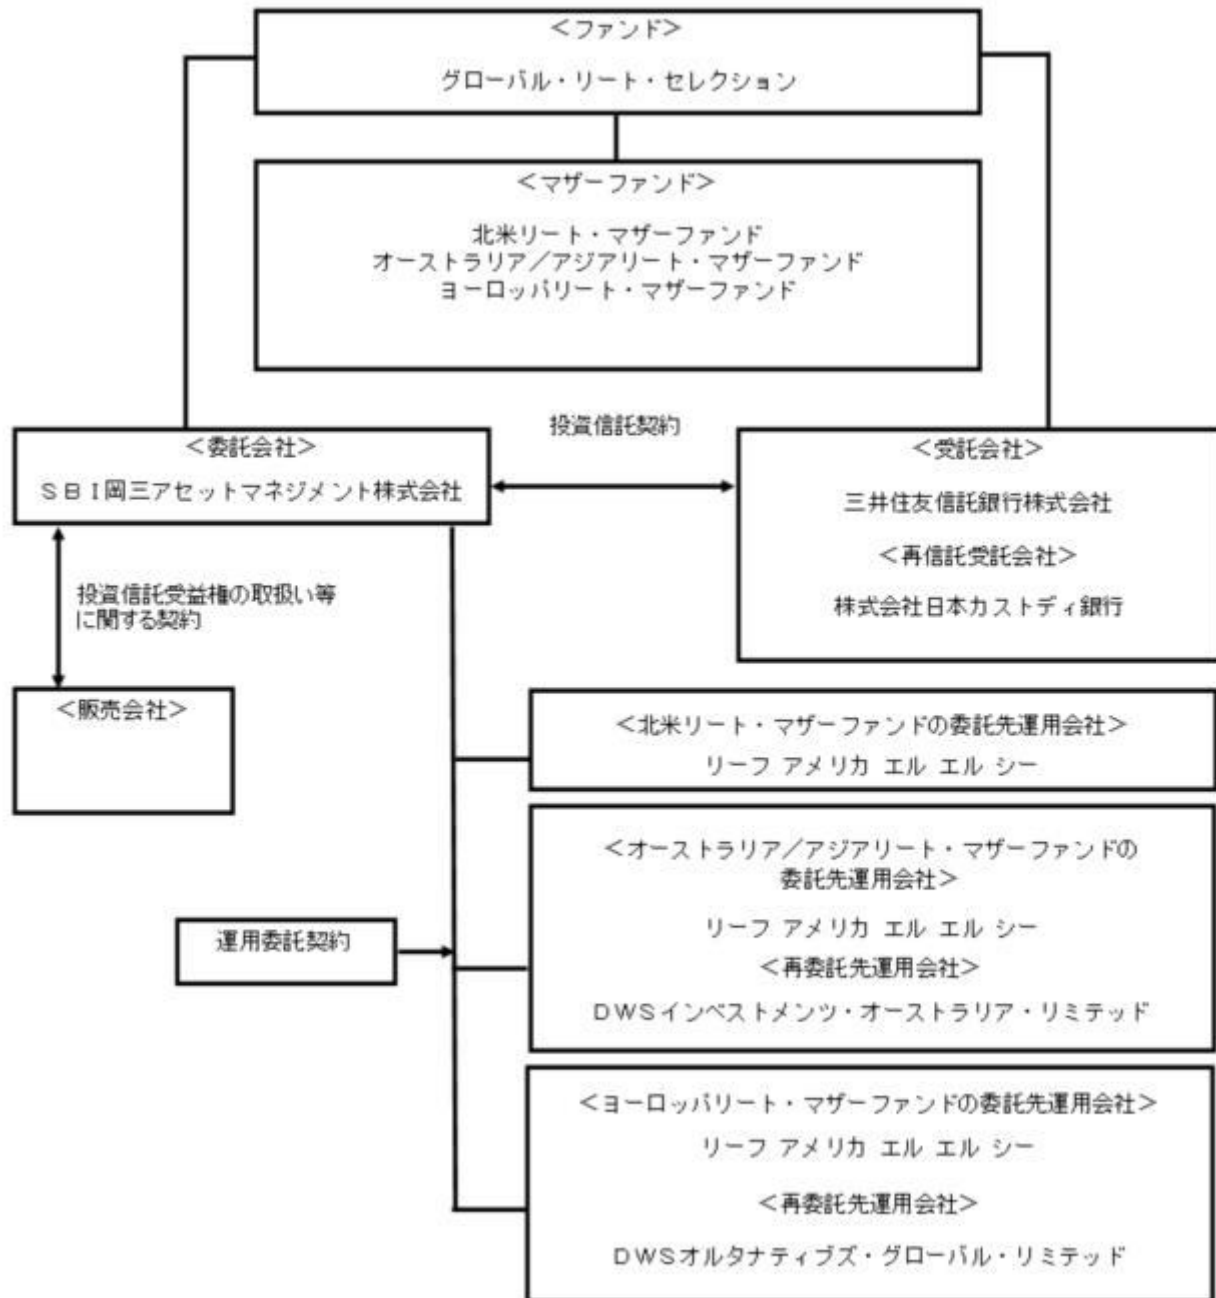 ＜ファンド＞
グローバル・リート・セレクション
＜マザーファンド＞
北米リート・マザーファンド
オーストラリア／アジアリート・マザーファンド
ヨーロッパリート・マザーファンド
投資信託契約
＜委託会社＞
ＳＢＩ岡三アセットマネジメント株式会社
＜受託会社＞
三井住友信託銀行株式会社
＜再信託受託会社＞
株式会社日本カストディ銀行
投資信託受益権の取扱い等
に関する契約
＜販売会社＞
＜北米リート・マザーファンドの委託先運用会社＞
リーフ アメリカ エル エル シー
＜オーストラリア／アジアリート・マザーファンドの
委託先運用会社＞
リーフ アメリカ エル エル シー
＜再委託先運用会社＞
ＤＷＳインベストメンツ・オーストラリア・リミテッド
運用委託契約
＜ヨーロッパリート・マザーファンドの委託先運用会社＞
リーフ アメリカ エル エル シー
＜再委託先運用会社＞
ＤＷＳオルタナティブズ・グローバル・リミテッド